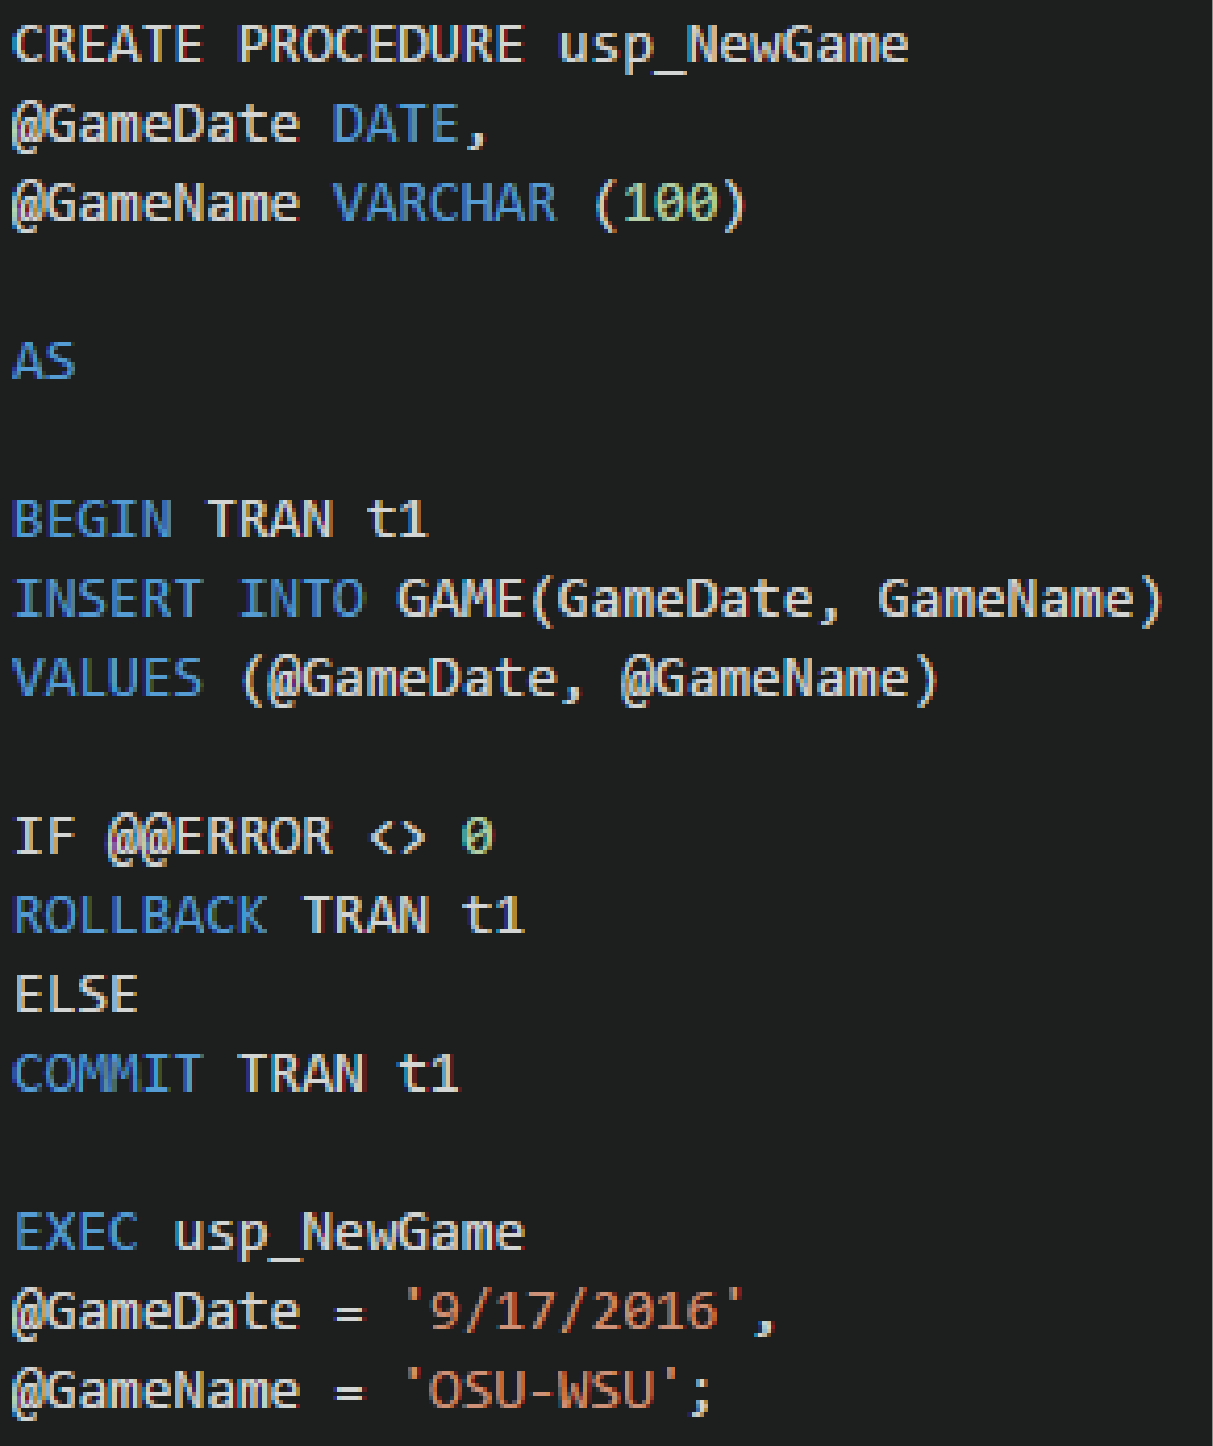 CREATE PROCEDURE usp_NewGame
@GameDate DATE,
@GameName VARCHAR (100)
AS
BEGIN TRAN t1
INSERT INTO GAME(GameDate, GameName)
VALUES (@GameDate, @GameName)
IF @@ERROR <> 0
ROLLBACK TRAN t1
ELSE
COMMIT TRAN t1
EXEC usp_NewGame
@GameDate = '9/17/2016',
@GameName = 'OSU-WSU';